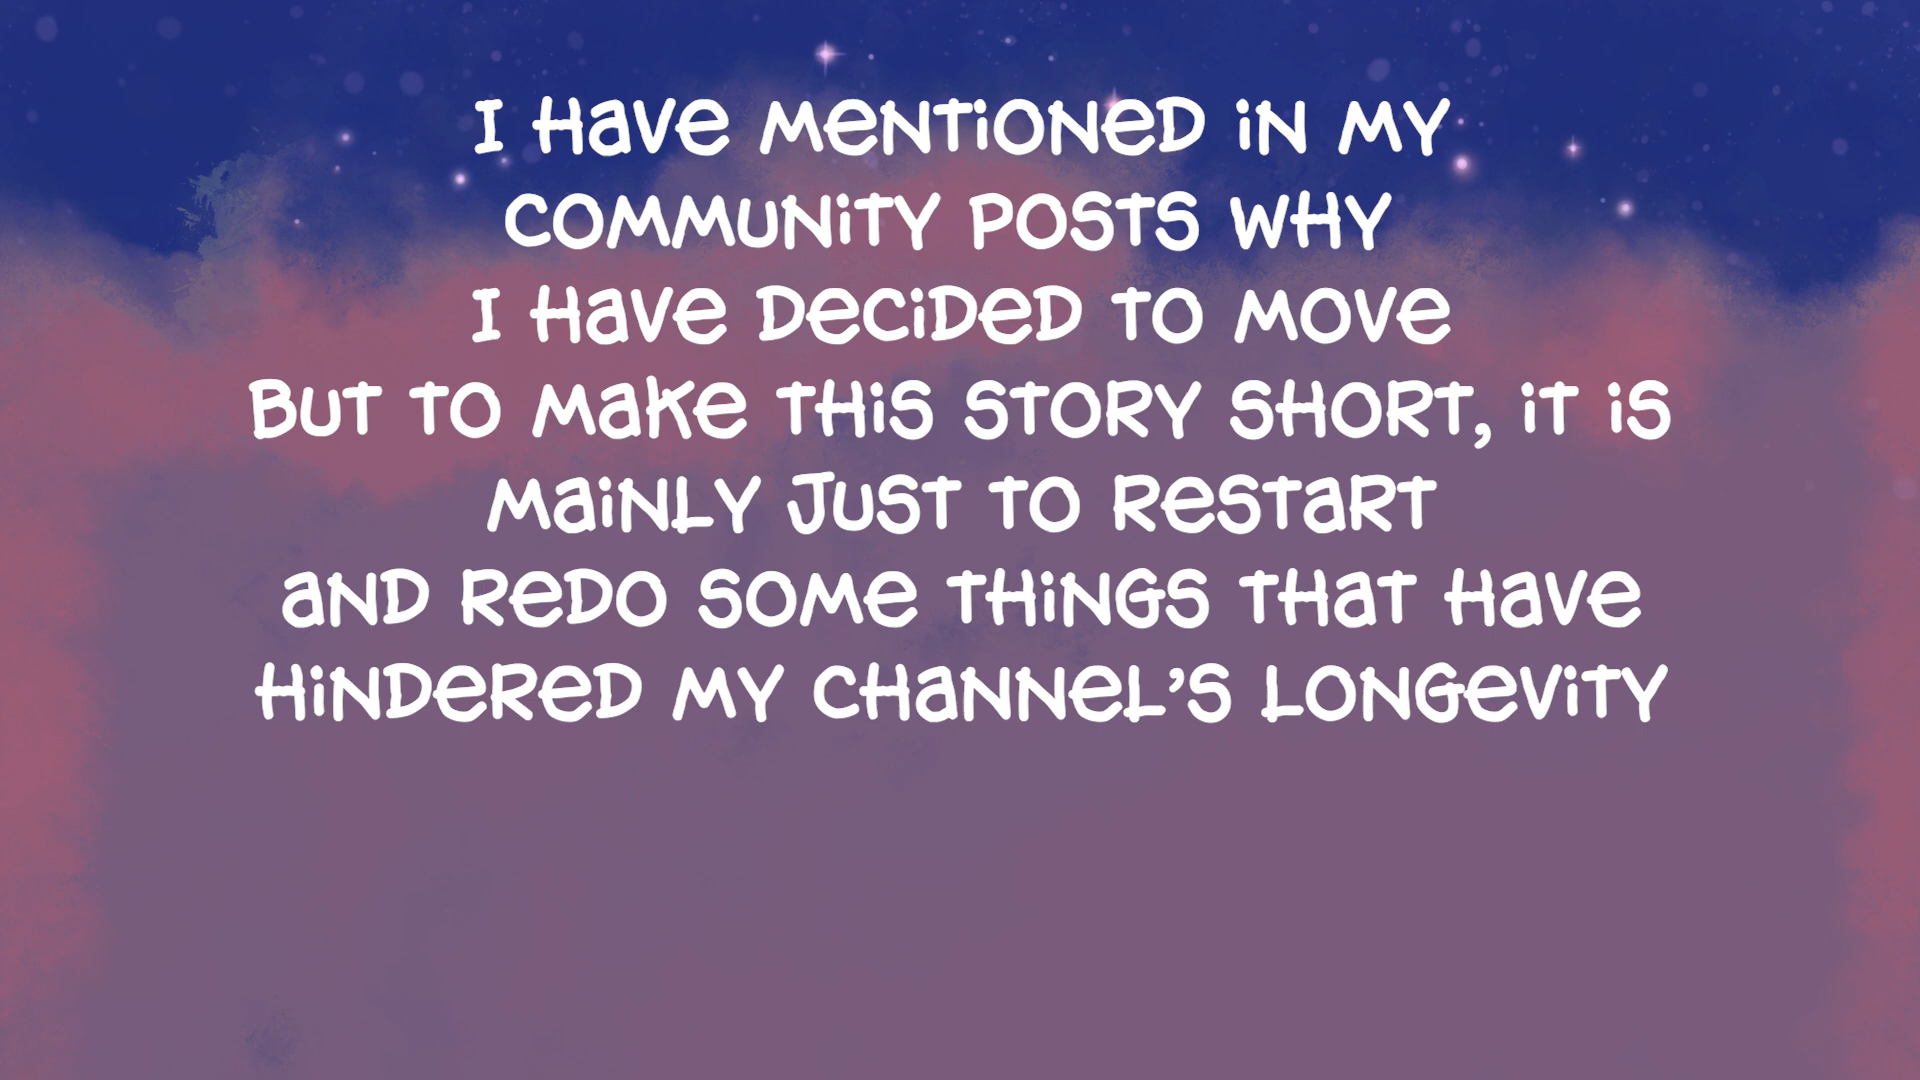 I Have Mentioned in My
Community Posts Why
I Have Decided to Move
But to Make This Story Short, it is
Mainly Just to Restart
and Redo Some Things That Have
Hindered My Channel's Longevity